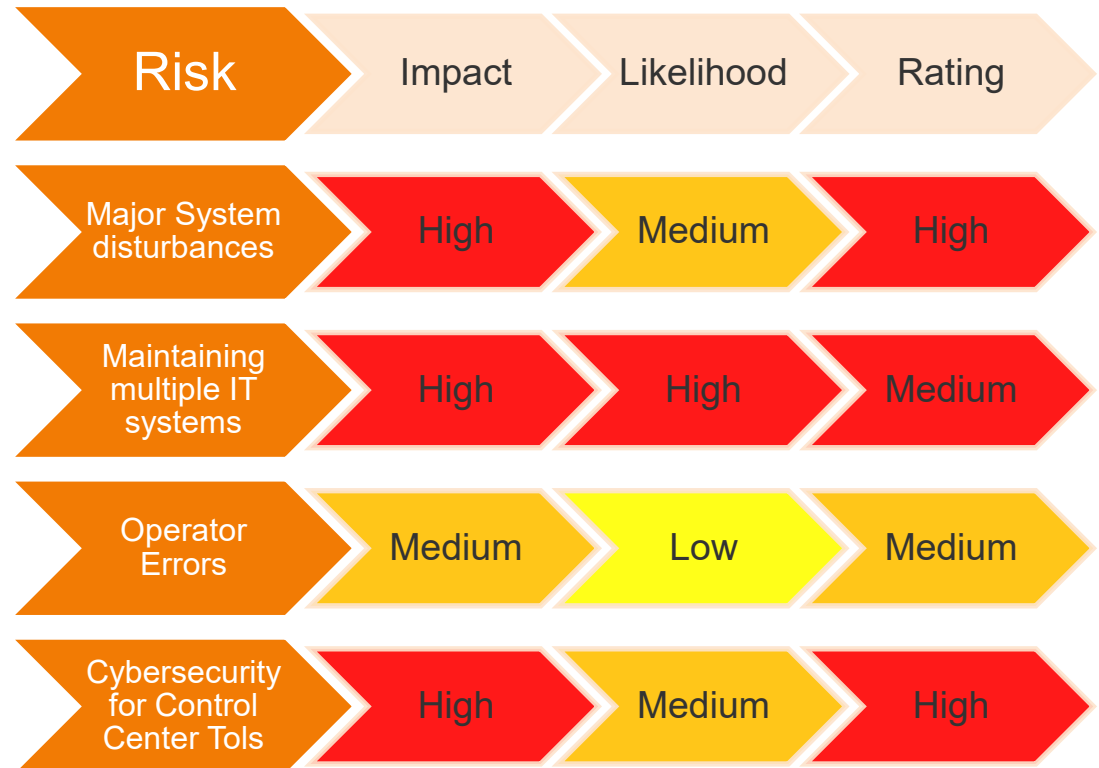 Risk
Impact
Likelihood
Rating
Major System
disturbances
High
Medium
High
Maintaining
multiple IT
systems
High
High
Medium
Operator
Errors
Medium
Low
Medium
Cybersecurity
for Control
Center Tols
High
Medium
High